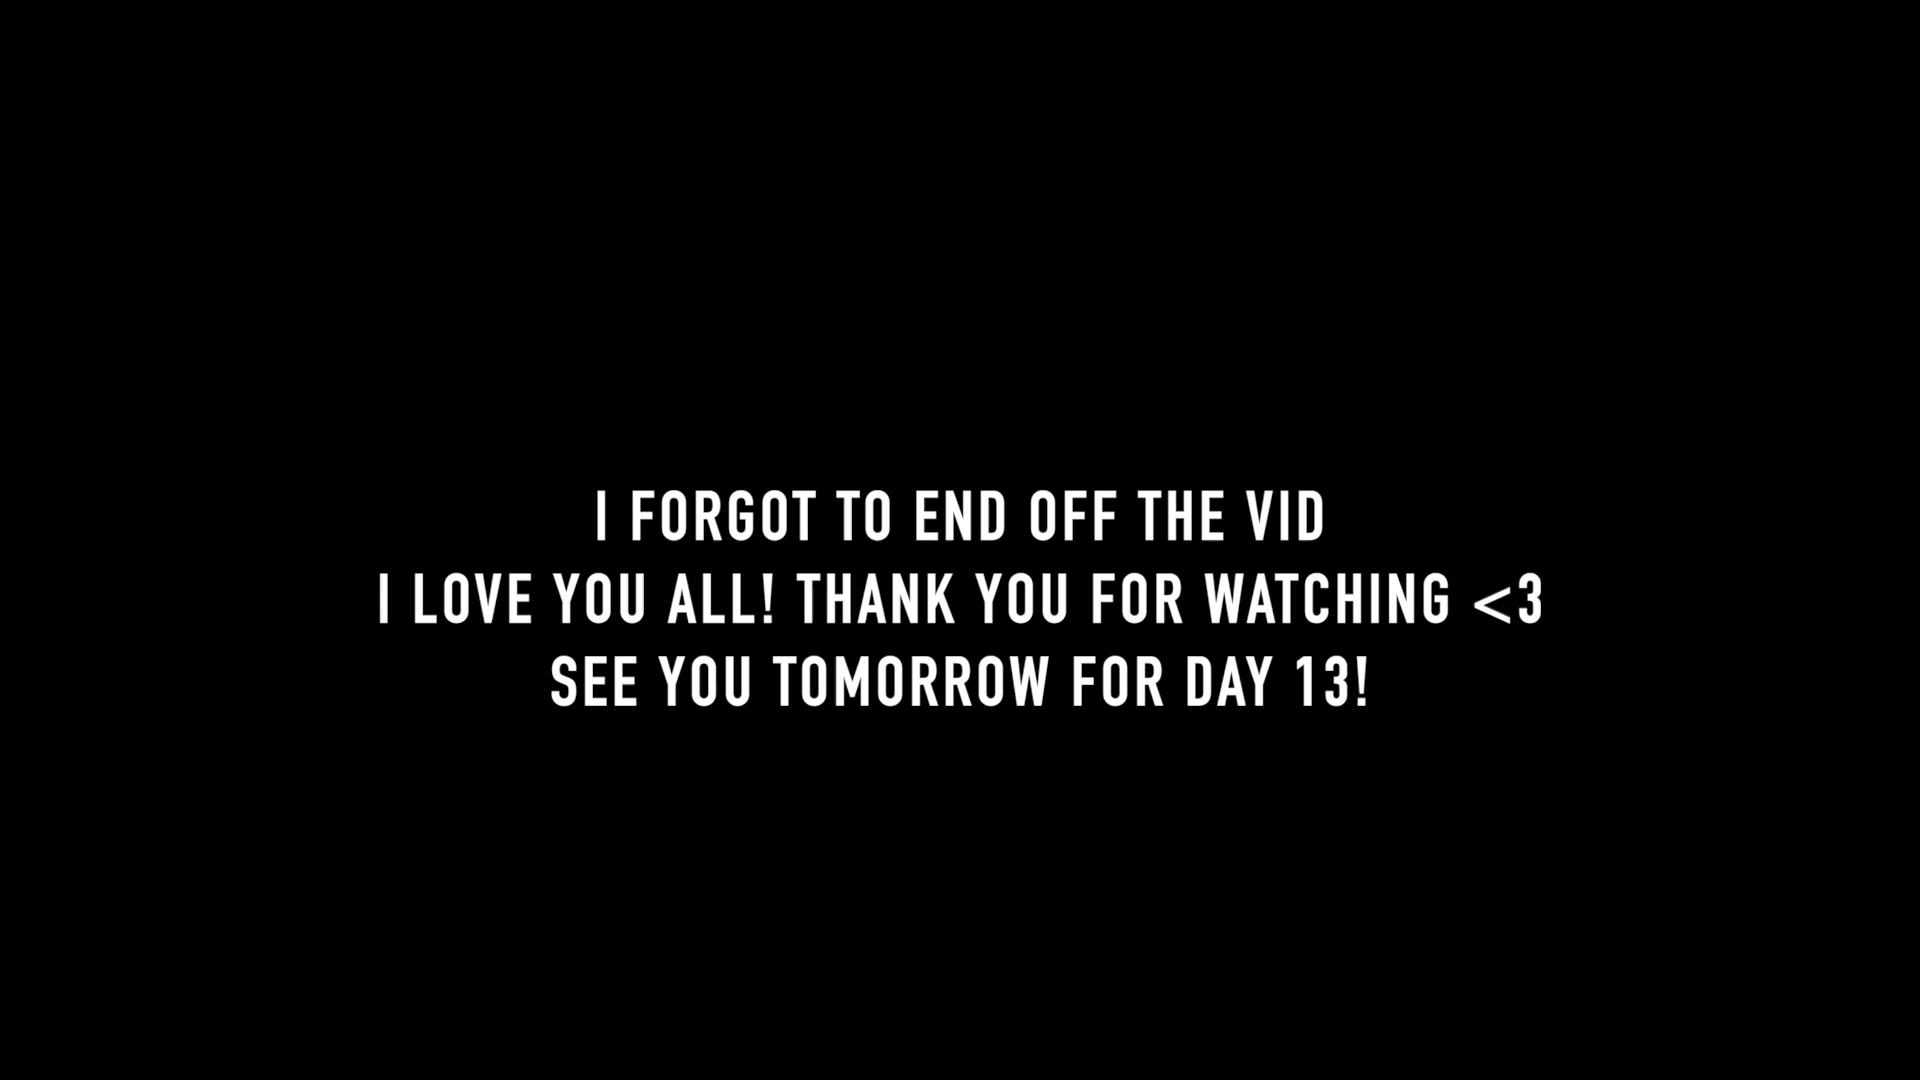 I FORGOT TO END OFF THE VID
I LOVE YOU ALL! THANK YOU FOR WATCHING <3
SEE YOU TOMORROW FOR DAY 13!